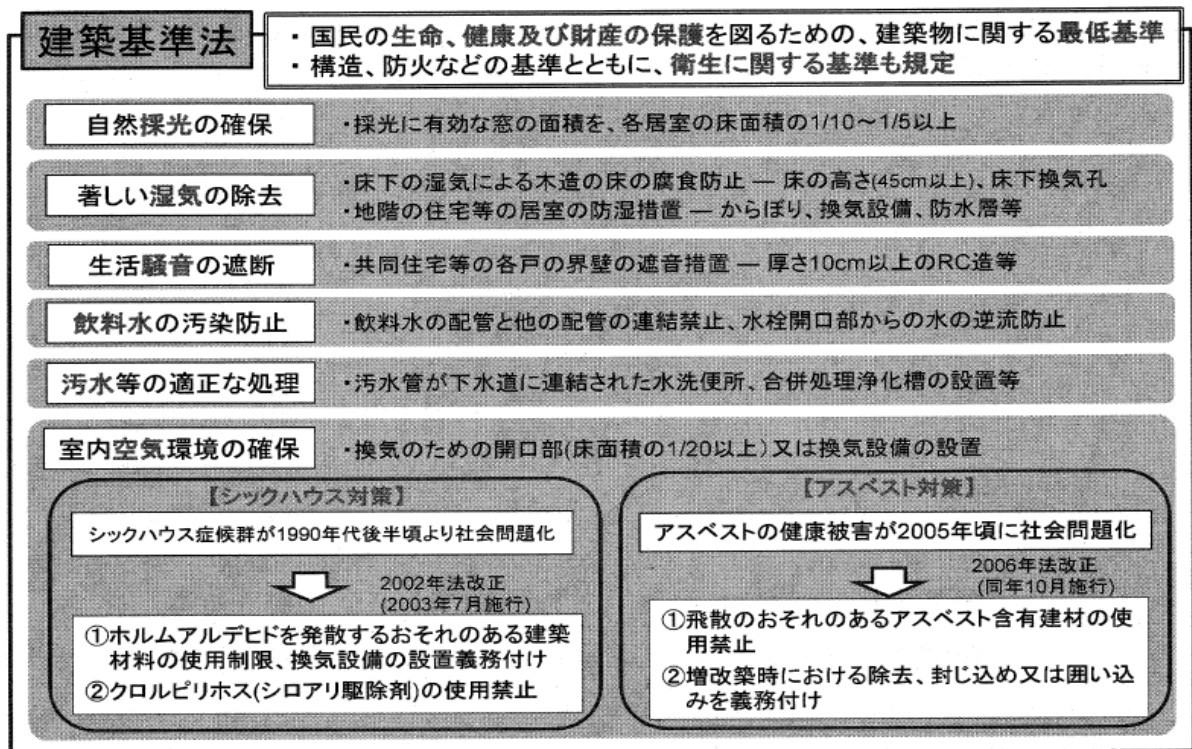 建築基準法
・国民の生命、健康及び財産の保護を図るための、建築物に関する最低基準
・構造、防火などの基準とともに、衛生に関する基準も規定
自然採光の確保
・採光に有効な窓の面積を、各居室の床面積の1/10～1/5以上
著しい湿気の除去
・床下の湿気による木造の床の腐食防止 ― 床の高さ(45cm以上)、床下換気孔
・地階の住宅等の居室の防湿措置 ― からぼり、換気設備、防水層等
生活騒音の遮断
・共同住宅等の各戸の界壁の遮音措置 ― 厚さ10cm以上のRC造等
飲料水の汚染防止
・飲料水の配管と他の配管の連結禁止、水栓開口部からの水の逆流防止
汚水等の適正な処理
・汚水管が下水道に連結された水洗便所、合併処理浄化槽の設置等
室内空気環境の確保
・換気のための開口部(床面積の1/20以上)又は換気設備の設置
【シックハウス対策】
シックハウス症候群が1990年代後半頃より社会問題化
2002年法改正
(2003年7月施行)
①ホルムアルデヒドを発散するおそれのある建築
材料の使用制限、換気設備の設置義務付け
②クロルピリホス(シロアリ駆除剤)の使用禁止
【アスベスト対策】
アスベストの健康被害が2005年頃に社会問題化
2006年法改正
(同年10月施行)
①飛散のおそれのあるアスベスト含有建材の使
用禁止
②増改築時における除去、封じ込め又は囲い込
みを義務付け